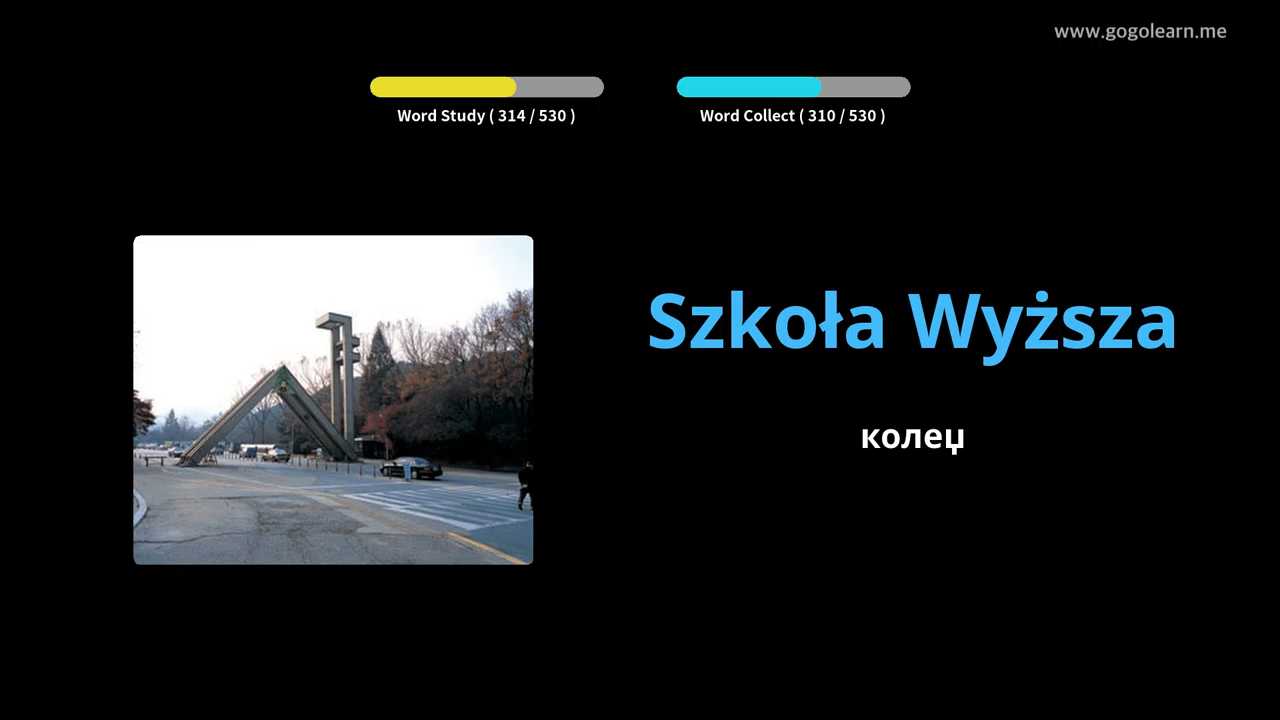 www.gogolearn.me
Word Study ( 314 / 530 )
Word Collect ( 310 / 530 )
Szkoła Wyższa
колеџ